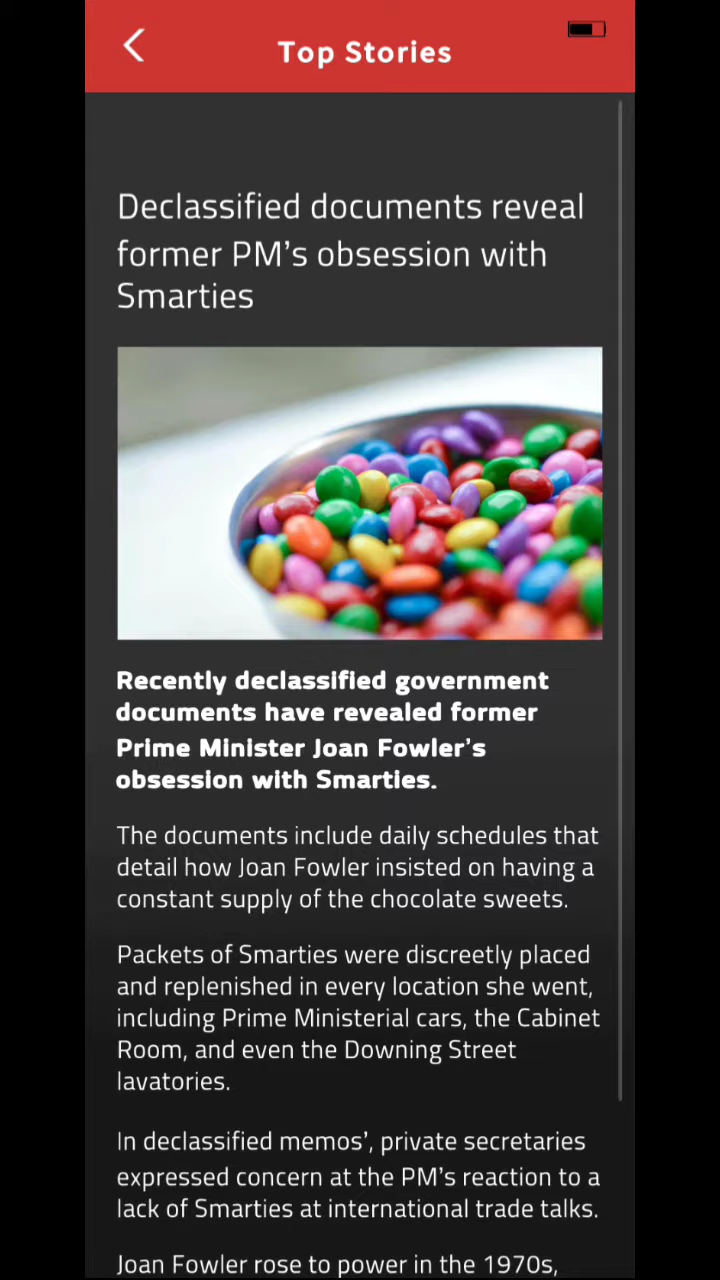 Top Stories
Declassified documents reveal
former PM's obsession with
Smarties
Recently declassified government
documents have revealed former
Prime Minister Joan Fowler's
obsession with Smarties.
The documents include daily schedules that
detail how Joan Fowler insisted on having a
constant supply of the chocolate sweets.
Packets of Smarties were discreetly placed
and replenished in every location she went,
including Prime Ministerial cars, the Cabinet
Room, and even the Downing Street
lavatories.
In declassified memos', private secretaries
expressed concern at the PM's reaction to a
lack of Smarties at international trade talks.
Joan Fowler rose to power in the 1970s,